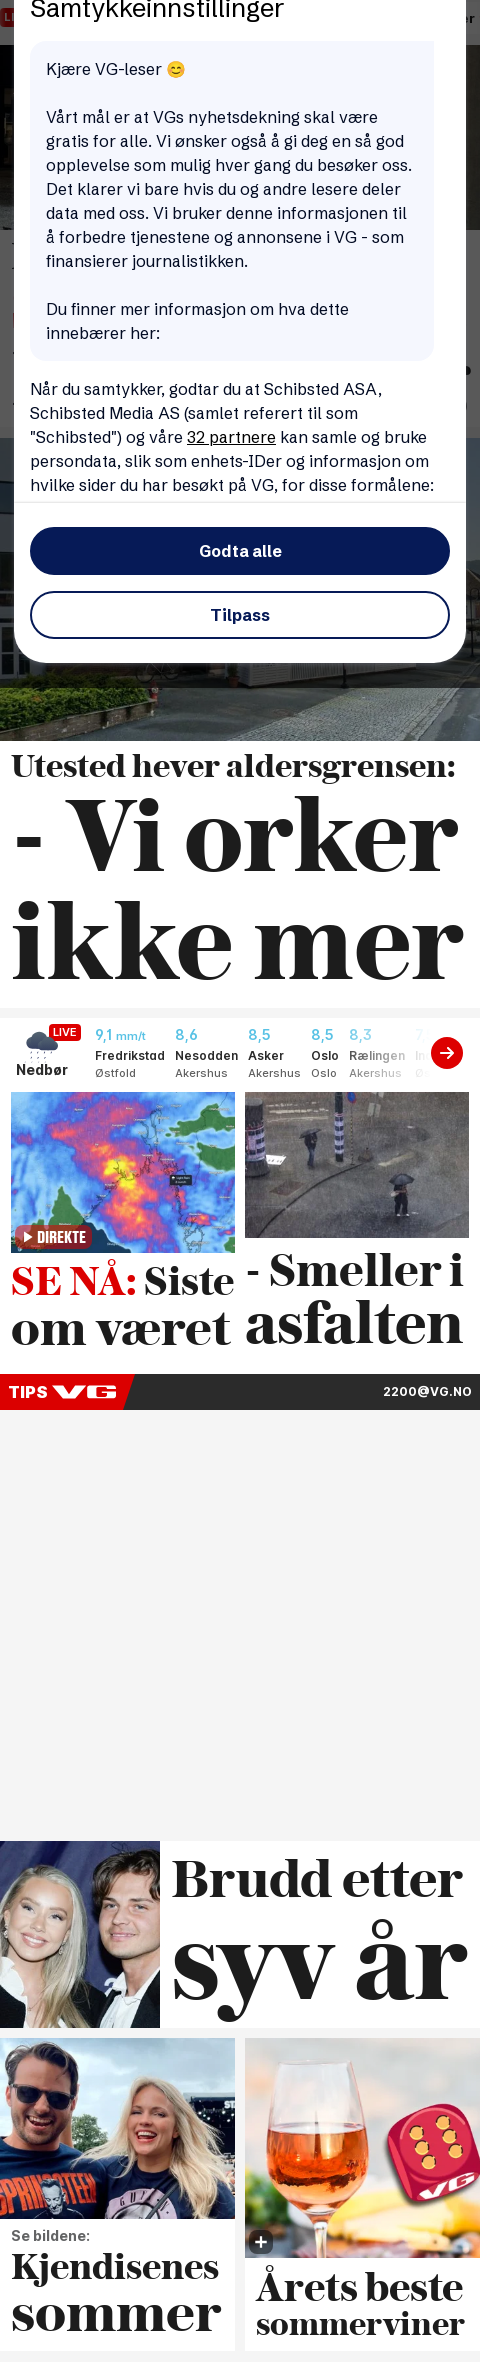 Samtykkeinnstillinger
Kjære VG-leser 😊
Vårt mål er at VGs nyhetsdekning skal være
gratis for alle. Vi ønsker også å gi deg en så god
opplevelse som mulig hver gang du besøker oss.
Det klarer vi bare hvis du og andre lesere deler
data med oss. Vi bruker denne informasjonen til
å forbedre tjenestene og annonsene i VG - som
finansierer journalistikken.
Du finner mer informasjon om hva dette
innebærer her:
Når du samtykker, godtar du at Schibsted ASA,
Schibsted Media AS (samlet referert til som
"Schibsted") og våre 32 partnere kan samle og bruke
persondata, slik som enhets-IDer og informasjon om
hvilke sider du har besøkt på VG, for disse formålene:
Godta alle
Tilpass
Utested hever aldersgrensen:
- Vi orker
ikke mer
LIVE
Nedbør
9,1 mm/t 8,6 8,5 8,5 8,3
Fredrikstad Nesodden Asker Oslo Rælingen
Østfold Akershus Akershus Oslo Akershus
DIREKTE
SE NÅ: Siste
om været
- Smeller i
asfalten
TIPS VG 2200@VG.NO
Brudd etter
syv år
Se bildene:
Kjendisenes
sommer
VG
Årets beste
sommerviner